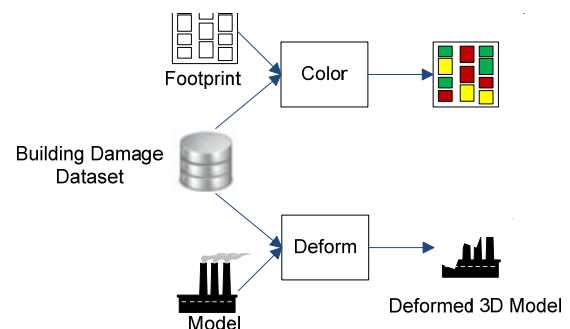 Footprint
Color
Building Damage
Dataset
Deform
Model
Deformed 3D Model